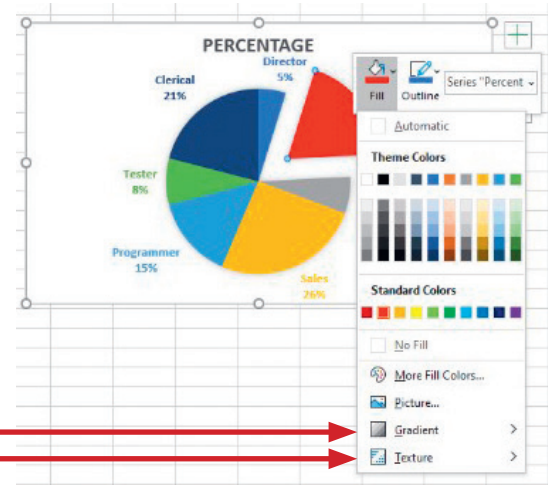 PERCENTAGE
Director
5%
Clerical
21%
Tester
8%
Programmer
15%
Sales
26%
Fill
Outline
Series "Percent
Automatic
Theme Colors
Standard Colors
No Fill
More Fill Colors...
Picture...
Gradient
Texture